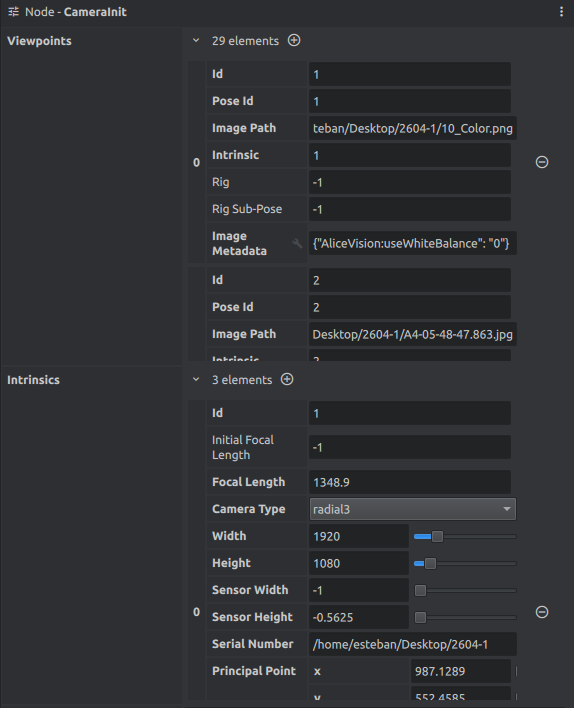 Node - CameraInit
Viewpoints
29 elements
Id
1
Pose Id
1
Image Path
teban/Desktop/2604-1/10_Color.png
Intrinsic
1
0
Rig
-1
Rig Sub-Pose
-1
Image
Metadata
{"AliceVision:useWhiteBalance": "0"}
Id
2
Pose Id
2
Image Path
Desktop/2604-1/A4-05-48-47.863.jpg
Intrinsic
2
Intrinsics
3 elements
Id
1
Initial Focal
Length
-1
Focal Length
1348.9
Camera Type
radial3
Width
1920
Height
1080
Sensor Width
-1
0
Sensor Height
-0.5625
Serial Number
/home/esteban/Desktop/2604-1
Principal Point
x
987.1289
y
552.4585